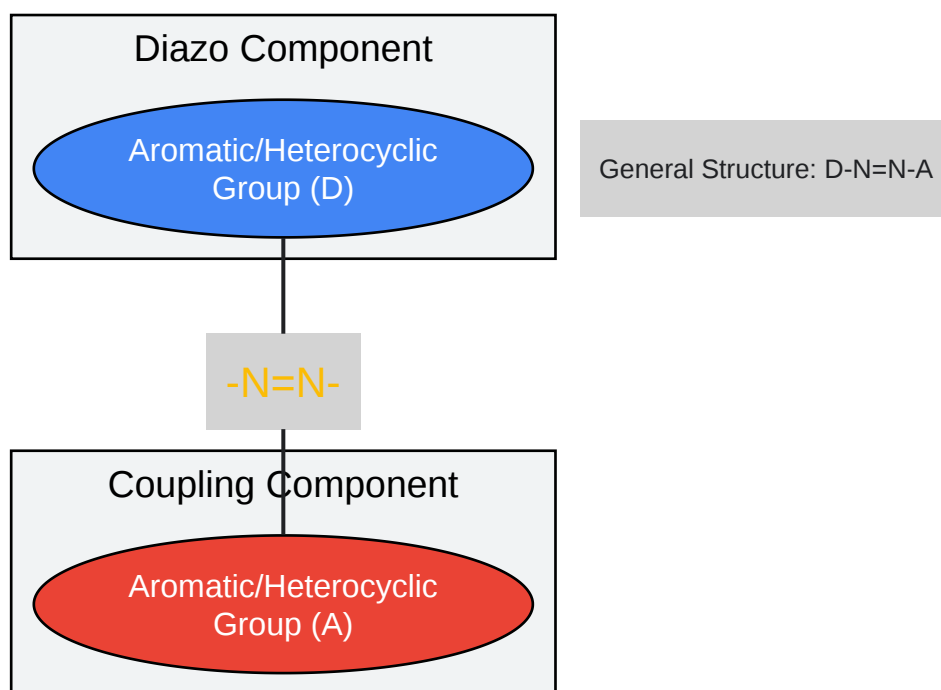 Diazo Component
Aromatic/Heterocyclic
Group (D)
General Structure: D-N=N-A
-N=N-
Coupling Component
Aromatic/Heterocyclic
Group (A)